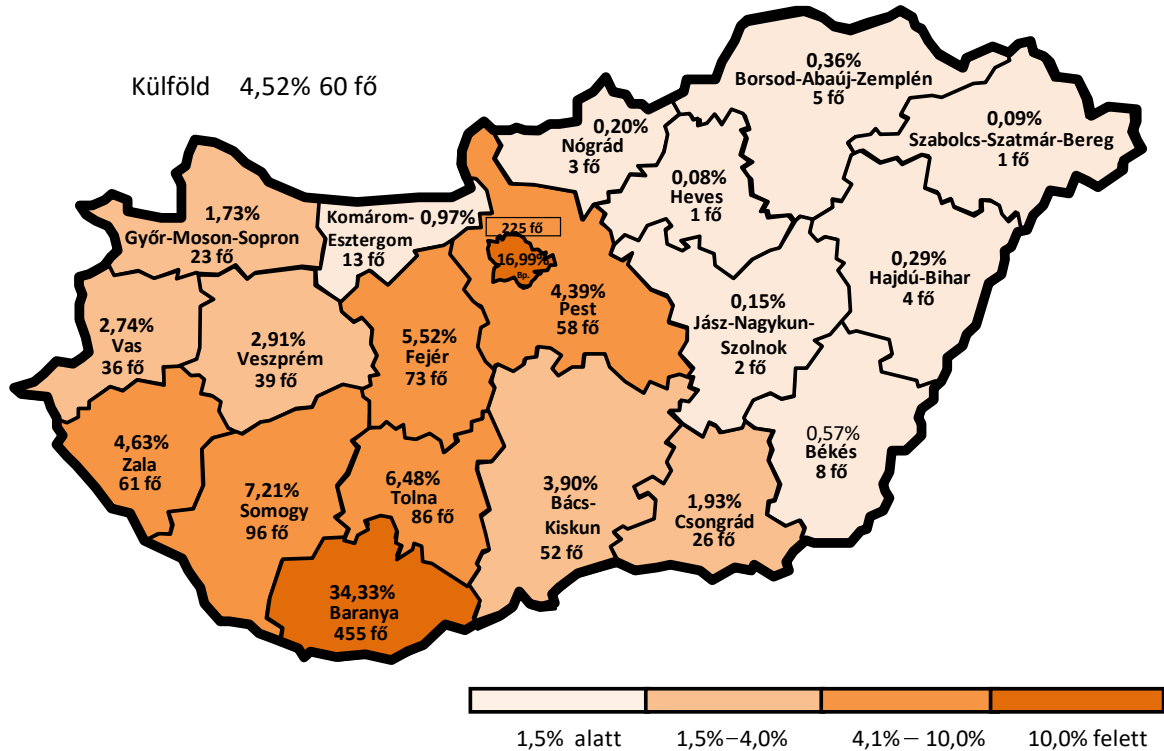 Külföld 4,52% 60 fő
0,36%
Borsod-Abaúj-Zemplén
5 fő
0,09%
Szabolcs-Szatmár-Bereg
1 fő
0,20%
Nógrád
3 fő
0,08%
Heves
1 fő
1,73%
Győr-Moson-Sopron
23 fő
Komárom- 0,97%
Esztergom
13 fő
225 fő
16,99%
Bp.
4,39%
Pest
58 fő
0,29%
Hajdú-Bihar
4 fő
0,15%
Jász-Nagykun-
Szolnok
2 fő
2,74%
Vas
36 fő
2,91%
Veszprém
39 fő
5,52%
Fejér
73 fő
4,63%
Zala
61 fő
7,21%
Somogy
96 fő
6,48%
Tolna
86 fő
3,90%
Bács-
Kiskun
52 fő
1,93%
Csongrád
26 fő
0,57%
Békés
8 fő
34,33%
Baranya
455 fő
1,5% alatt
1,5%–4,0%
4,1% – 10,0%
10,0% felett